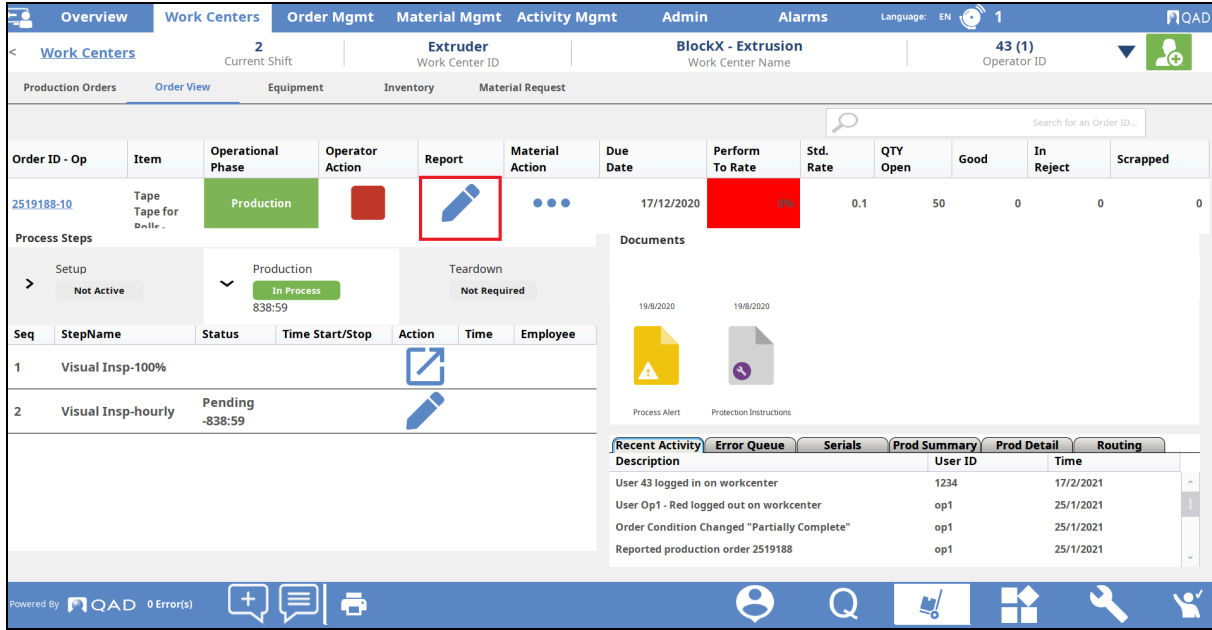 Overview Work Centers Order Mgmt Material Mgmt Activity Mgmt Admin Alarms Language: EN 1 QAD
< Work Centers 2 Extruder BlockX - Extrusion 43 (1)
Current Shift Work Center ID Work Center Name Operator ID
Production Orders Order View Equipment Inventory Material Request
Search for an Order ID...
Order ID - Op Item Operational Phase Operator Action Report Material Action Due Date Perform To Rate Std. Rate QTY Open Good In Reject Scrapped
2519188-10 Tape Tape for Rolls - Production 17/12/2020 0% 0.1 50 0 0 0
Process Steps
Setup Production Teardown
Not Active In Process Not Required
838:59
Seq StepName Status Time Start/Stop Action Time Employee
1 Visual Insp-100%
2 Visual Insp-hourly Pending -838:59
Documents
19/8/2020 19/8/2020
Process Alert Protection Instructions
Recent Activity Error Queue Serials Prod Summary Prod Detail Routing
Description User ID Time
User 43 logged in on workcenter 1234 17/2/2021
User Op1 - Red logged out on workcenter op1 25/1/2021
Order Condition Changed "Partially Complete" op1 25/1/2021
Reported production order 2519188 op1 25/1/2021
Powered By QAD 0 Error(s) Q